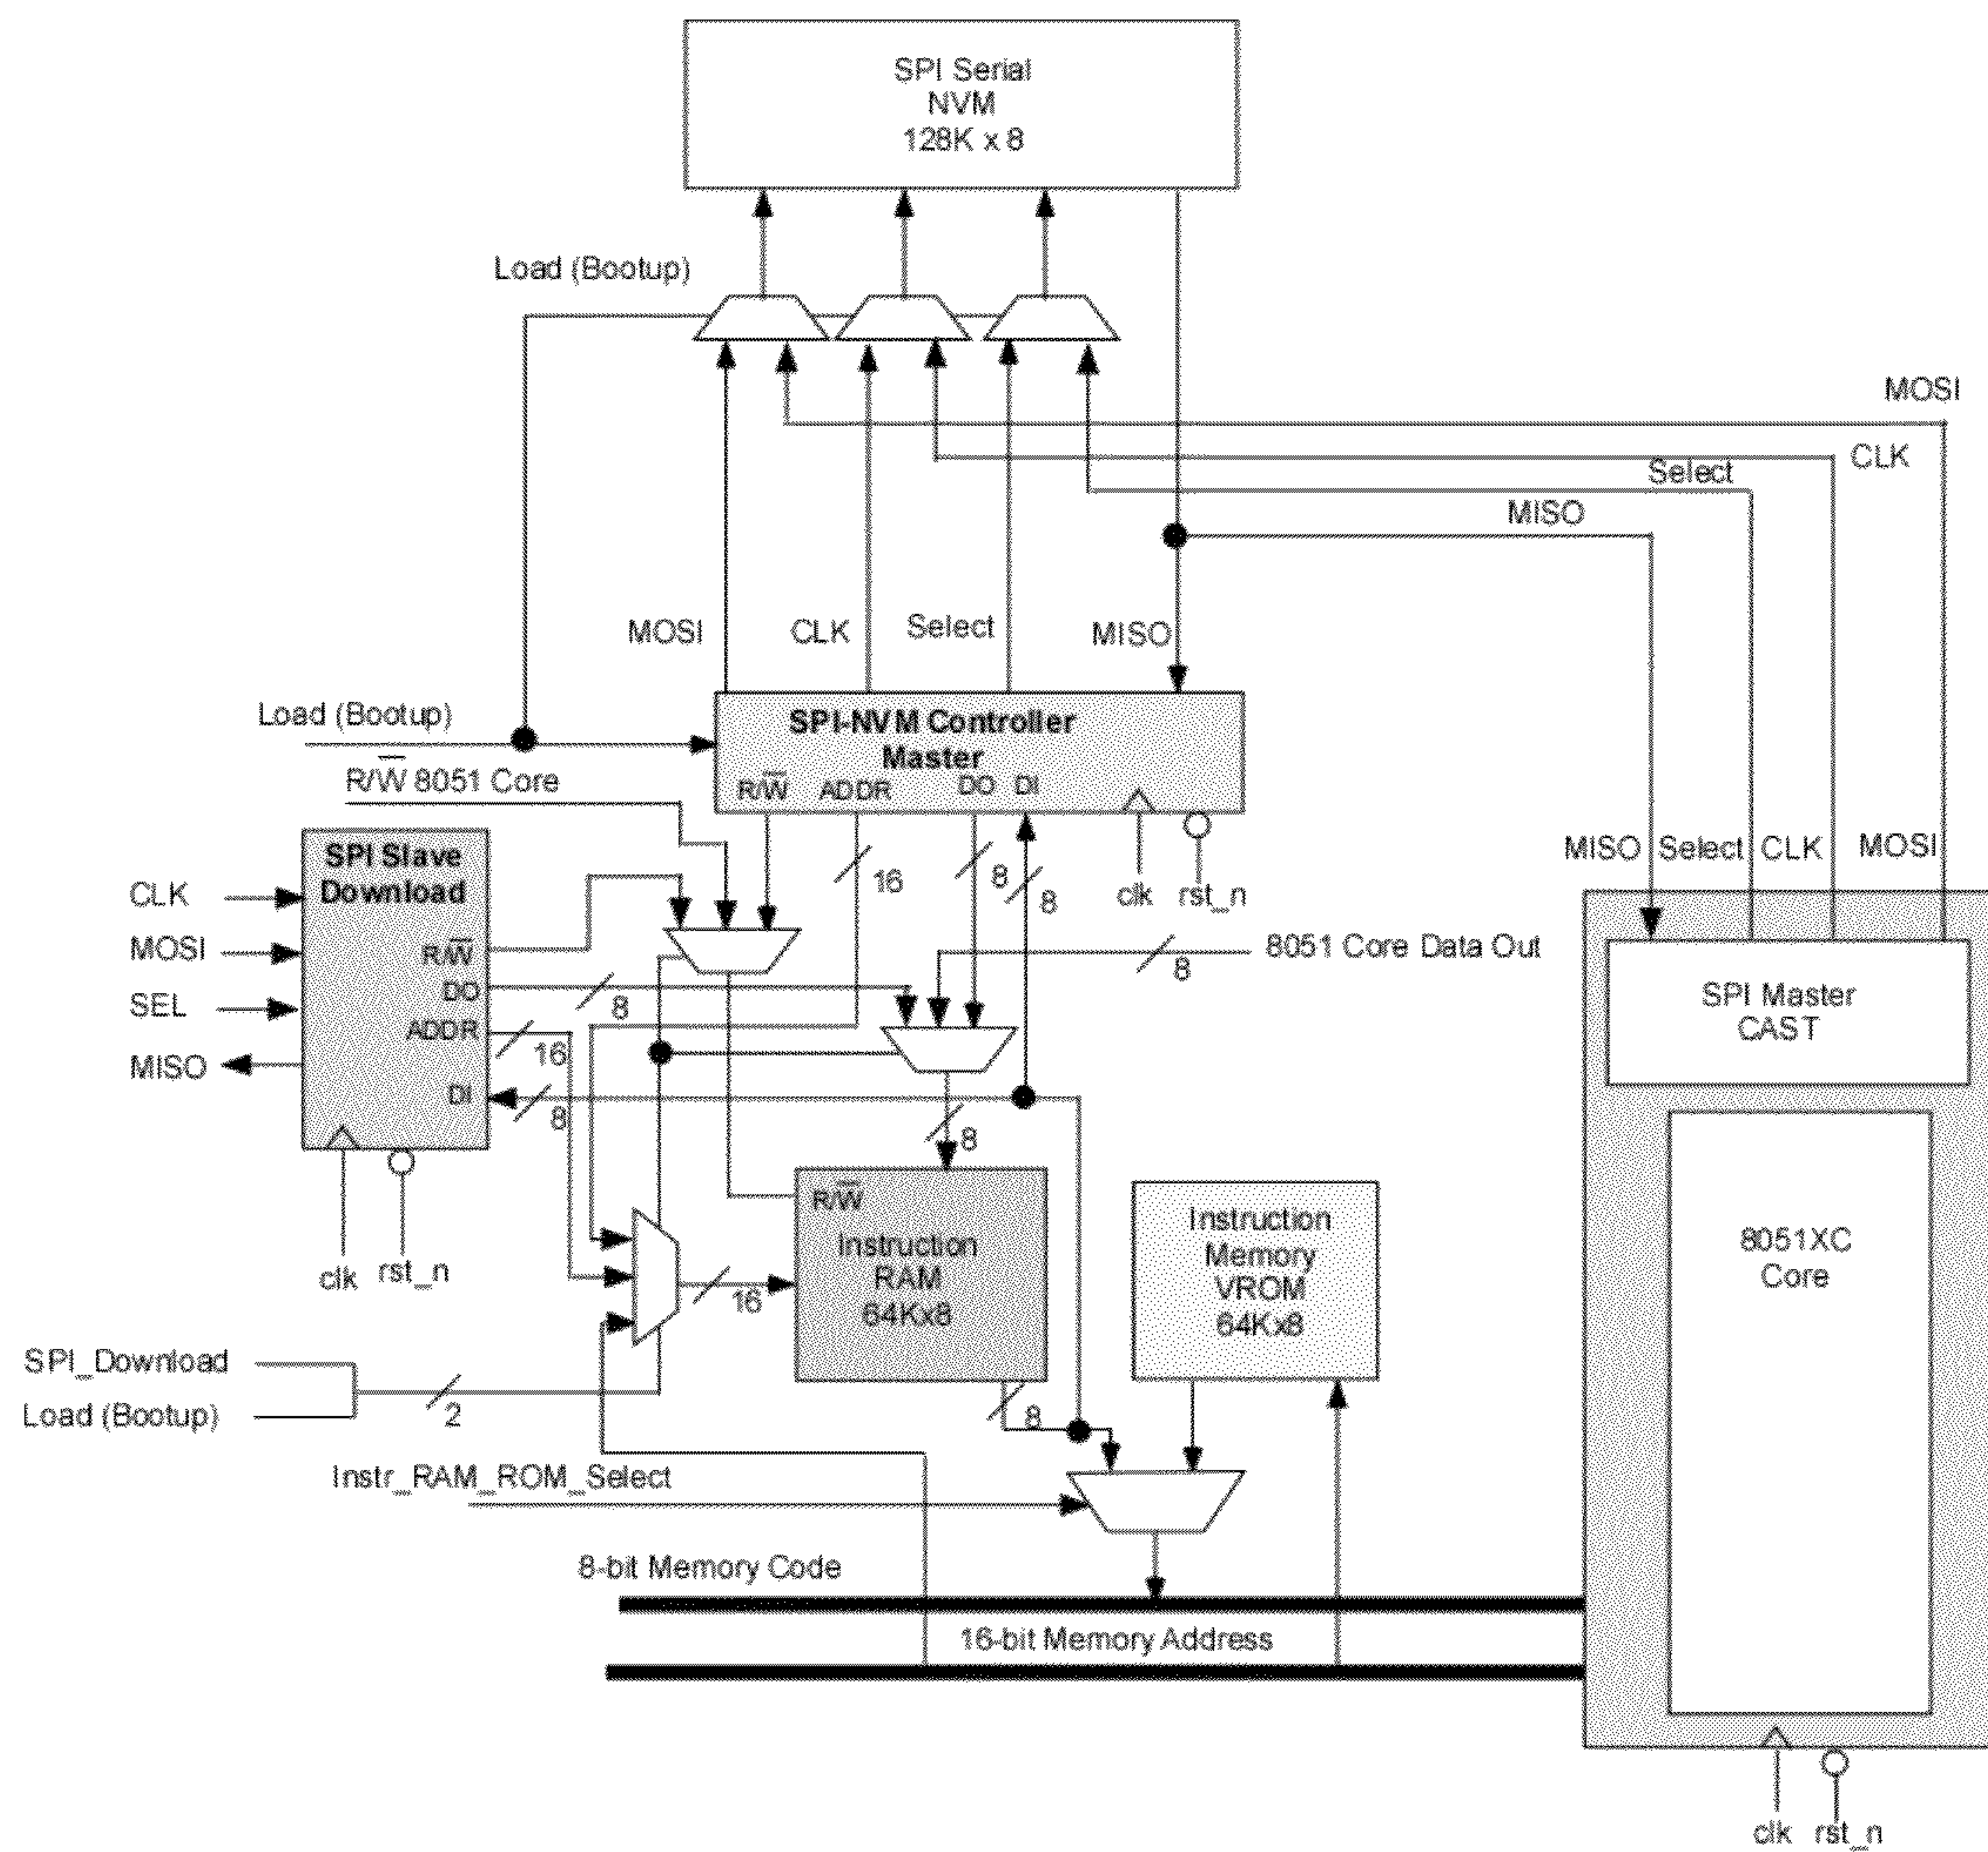 SPI Serial
NVM
128K x 8
Load (Bootup)
MOSI
CLK
Select
MISO
MOSI
CLK
Select
MISO
Load (Bootup)
SPI-NVM Controller
Master
R/W̅ ADDR DO DI
R/W̅ 8051 Core
16
8
8
clk
rst_n
SPI Slave
Download
CLK
MOSI
SEL
MISO
R/W̅
DO
ADDR
DI
8
16
8
clk
rst_n
8051 Core Data Out
8
MISO
Select
CLK
MOSI
SPI Master
CAST
8051XC
Core
8
R/W̅
Instruction
RAM
64Kx8
Instruction
Memory
VROM
64Kx8
16
SPI_Download
Load (Bootup)
2
8
Instr_RAM_ROM_Select
8-bit Memory Code
16-bit Memory Address
clk
rst_n